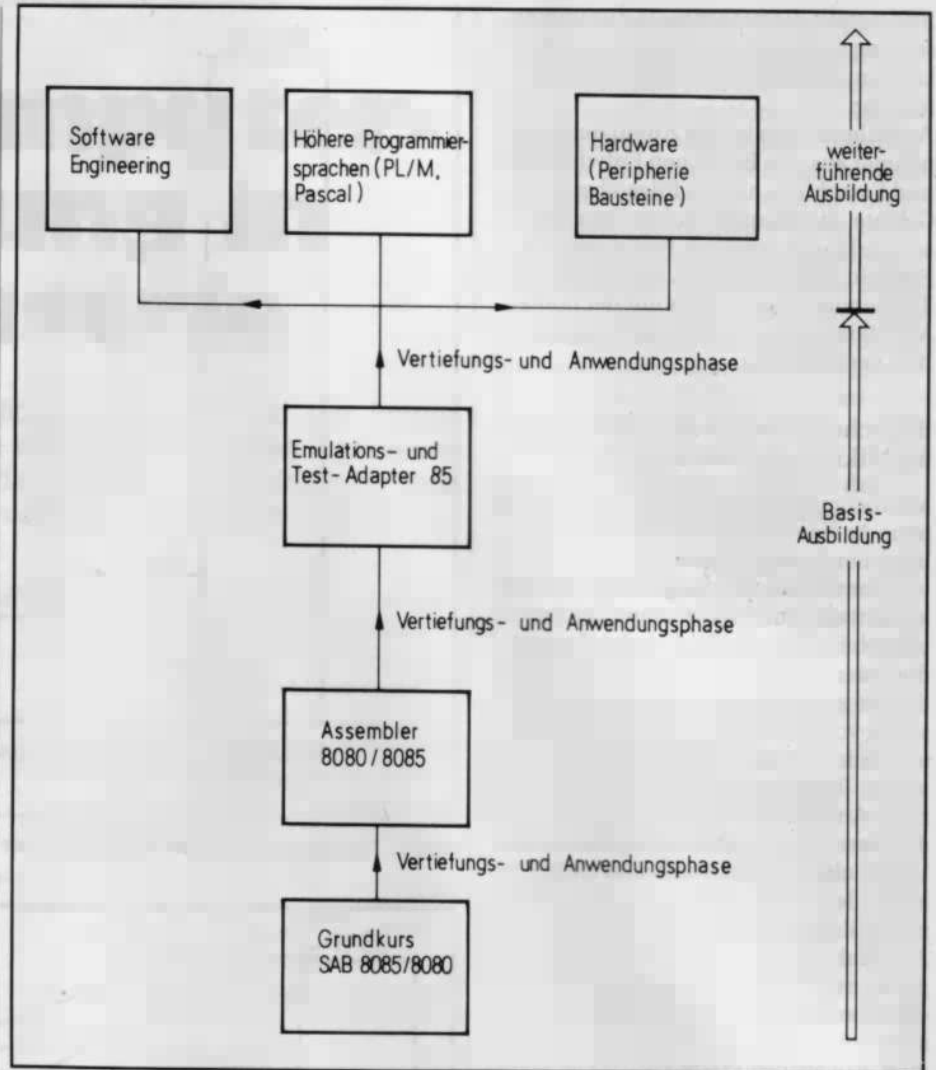 Software
Engineering
Höhere Programmier-
sprachen (PL/M,
Pascal)
Hardware
(Peripherie
Bausteine)
weiter-
führende
Ausbildung
Vertiefungs- und Anwendungsphase
Emulations- und
Test-Adapter 85
Basis-
Ausbildung
Vertiefungs- und Anwendungsphase
Assembler
8080/8085
Vertiefungs- und Anwendungsphase
Grundkurs
SAB 8085/8080